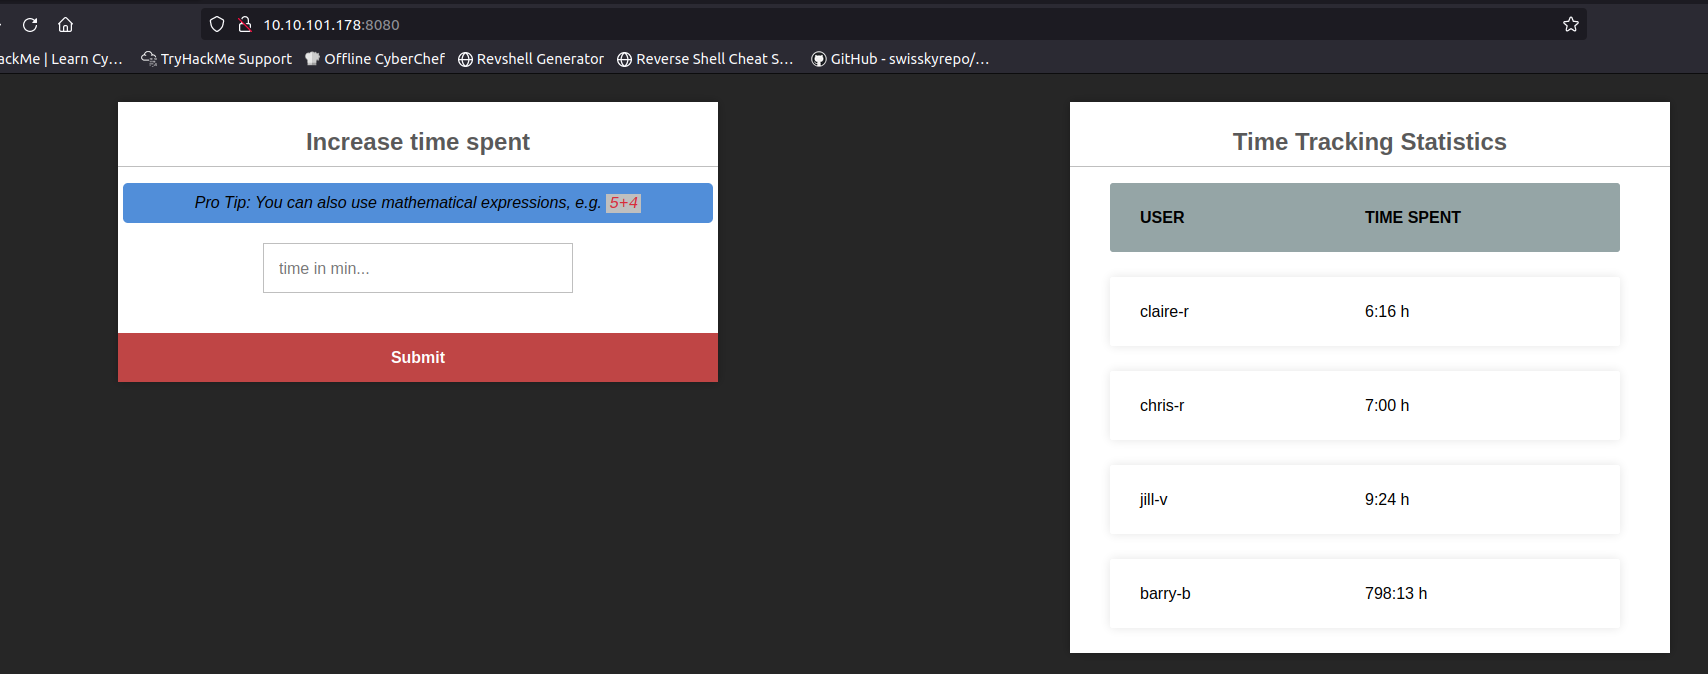 10.10.101.178:8080
ackMe | Learn Cy… TryHackMe Support Offline CyberChef Revshell Generator Reverse Shell Cheat S… GitHub - swisskyrepo/…
Increase time spent
Pro Tip: You can also use mathematical expressions, e.g. 5+4
time in min...
Submit
Time Tracking Statistics
USER TIME SPENT
claire-r 6:16 h
chris-r 7:00 h
jill-v 9:24 h
barry-b 798:13 h